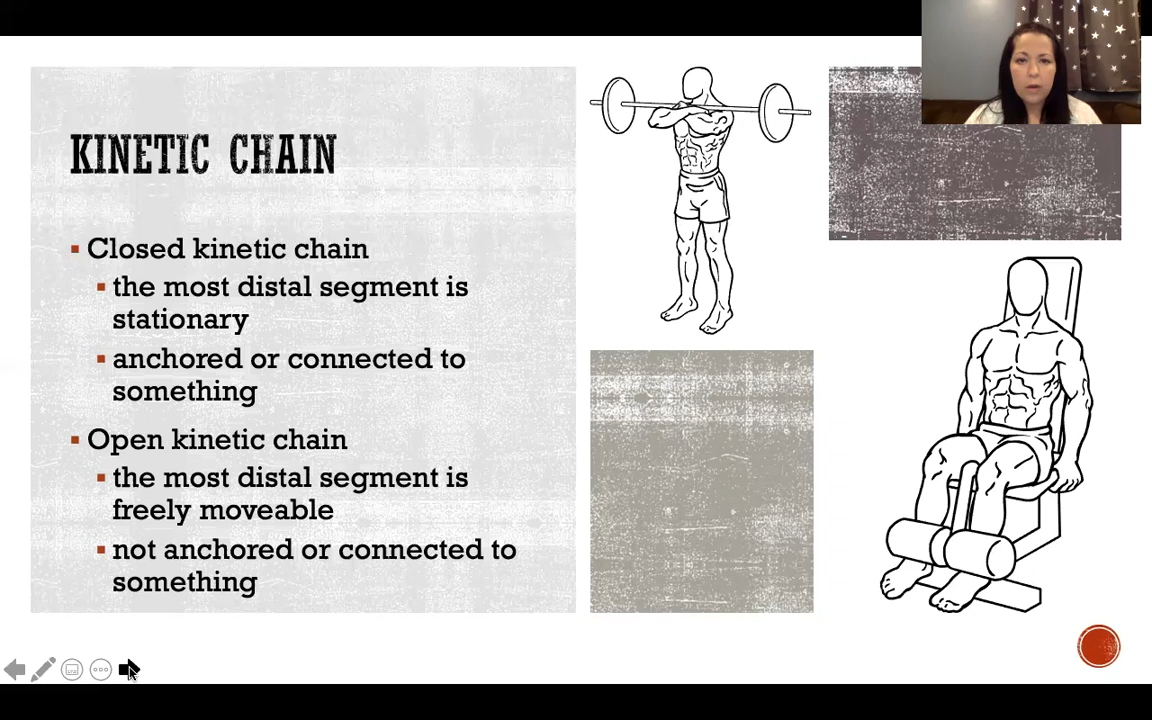 KINETIC CHAIN
Closed kinetic chain
the most distal segment is
stationary
anchored or connected to
something
Open kinetic chain
the most distal segment is
freely moveable
not anchored or connected to
something